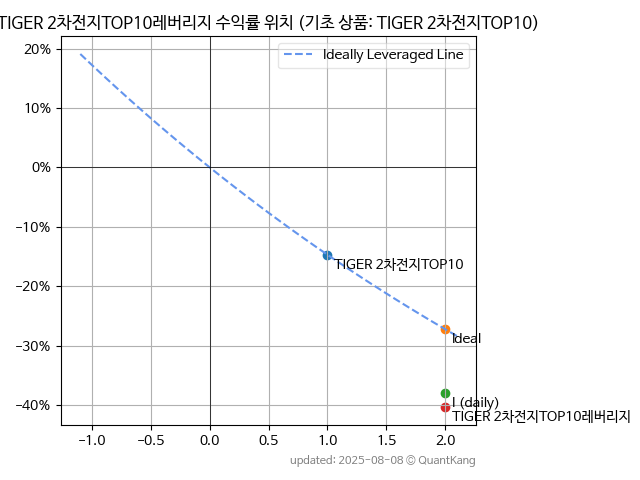 TIGER 2차전지TOP10레버리지 수익률 위치 (기초 상품: TIGER 2차전지TOP10)
20%
Ideally Leveraged Line
10%
0%
−10%
TIGER 2차전지TOP10
−20%
−30%
Ideal
−40%
l (daily)
TIGER 2차전지TOP10레버리지
−1.0 −0.5 0.0 0.5 1.0 1.5 2.0
updated: 2025-08-08 © QuantKang